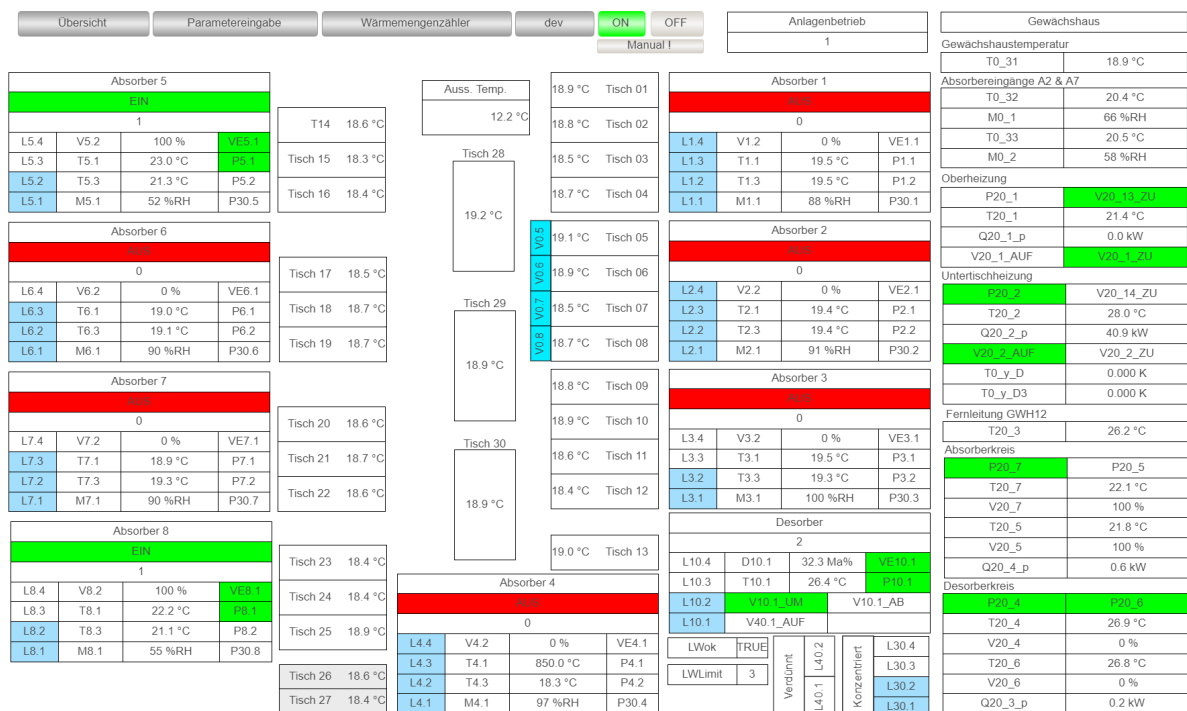 Übersicht Parametereingabe Wärmemengenzähler dev ON OFF
Manual !
Anlagenbetrieb
1
Absorber 5
EIN
1
L5.4 V5.2 100 % VE5.1
L5.3 T5.1 23.0 °C P5.1
L5.2 T5.3 21.3 °C P5.2
L5.1 M5.1 52 %RH P30.5
Absorber 6
AUS
0
L6.4 V6.2 0 % VE6.1
L6.3 T6.1 19.0 °C P6.1
L6.2 T6.3 19.1 °C P6.2
L6.1 M6.1 90 %RH P30.6
Absorber 7
AUS
0
L7.4 V7.2 0 % VE7.1
L7.3 T7.1 18.9 °C P7.1
L7.2 T7.3 19.3 °C P7.2
L7.1 M7.1 90 %RH P30.7
Absorber 8
EIN
1
L8.4 V8.2 100 % VE8.1
L8.3 T8.1 22.2 °C P8.1
L8.2 T8.3 21.1 °C P8.2
L8.1 M8.1 55 %RH P30.8
T14 18.6 °C
Tisch 15 18.3 °C
Tisch 16 18.4 °C
Tisch 17 18.5 °C
Tisch 18 18.7 °C
Tisch 19 18.7 °C
Tisch 20 18.6 °C
Tisch 21 18.7 °C
Tisch 22 18.6 °C
Tisch 23 18.4 °C
Tisch 24 18.4 °C
Tisch 25 18.9 °C
Tisch 26 18.6 °C
Tisch 27 18.4 °C
Auss. Temp.
12.2 °C
Tisch 28
19.2 °C
Tisch 29
18.9 °C
Tisch 30
18.9 °C
18.9 °C Tisch 01
18.8 °C Tisch 02
18.5 °C Tisch 03
18.7 °C Tisch 04
V0.5 19.1 °C Tisch 05
V0.6 18.9 °C Tisch 06
V0.7 18.5 °C Tisch 07
V0.8 18.7 °C Tisch 08
18.8 °C Tisch 09
18.9 °C Tisch 10
18.6 °C Tisch 11
18.4 °C Tisch 12
19.0 °C Tisch 13
Absorber 4
AUS
0
L4.4 V4.2 0 % VE4.1
L4.3 T4.1 850.0 °C P4.1
L4.2 T4.3 18.3 °C P4.2
L4.1 M4.1 97 %RH P30.4
Absorber 1
AUS
0
L1.4 V1.2 0 % VE1.1
L1.3 T1.1 19.5 °C P1.1
L1.2 T1.3 19.5 °C P1.2
L1.1 M1.1 88 %RH P30.1
Absorber 2
AUS
0
L2.4 V2.2 0 % VE2.1
L2.3 T2.1 19.4 °C P2.1
L2.2 T2.3 19.4 °C P2.2
L2.1 M2.1 91 %RH P30.2
Absorber 3
AUS
0
L3.4 V3.2 0 % VE3.1
L3.3 T3.1 19.5 °C P3.1
L3.2 T3.3 19.3 °C P3.2
L3.1 M3.1 100 %RH P30.3
Desorber
2
L10.4 D10.1 32.3 Ma% VE10.1
L10.3 T10.1 26.4 °C P10.1
L10.2 V10.1_UM V10.1_AB
L10.1 V40.1_AUF
LWok TRUE
LWLimit 3
Verdünnt
L40.2
L40.1
Konzentriert
L30.4
L30.3
L30.2
L30.1
Gewächshaus
Gewächshaustemperatur
T0_31 18.9 °C
Absorbereingänge A2 & A7
T0_32 20.4 °C
M0_1 66 %RH
T0_33 20.5 °C
M0_2 58 %RH
Oberheizung
P20_1 V20_13_ZU
T20_1 21.4 °C
Q20_1_p 0.0 kW
V20_1_AUF V20_1_ZU
Untertischheizung
P20_2 V20_14_ZU
T20_2 28.0 °C
Q20_2_p 40.9 kW
V20_2_AUF V20_2_ZU
T0_y_D 0.000 K
T0_y_D3 0.000 K
Fernleitung GWH12
T20_3 26.2 °C
Absorberkreis
P20_7 P20_5
T20_7 22.1 °C
V20_7 100 %
T20_5 21.8 °C
V20_5 100 %
Q20_4_p 0.6 kW
Desorberkreis
P20_4 P20_6
T20_4 26.9 °C
V20_4 0 %
T20_6 26.8 °C
V20_6 0 %
Q20_3_p 0.2 kW